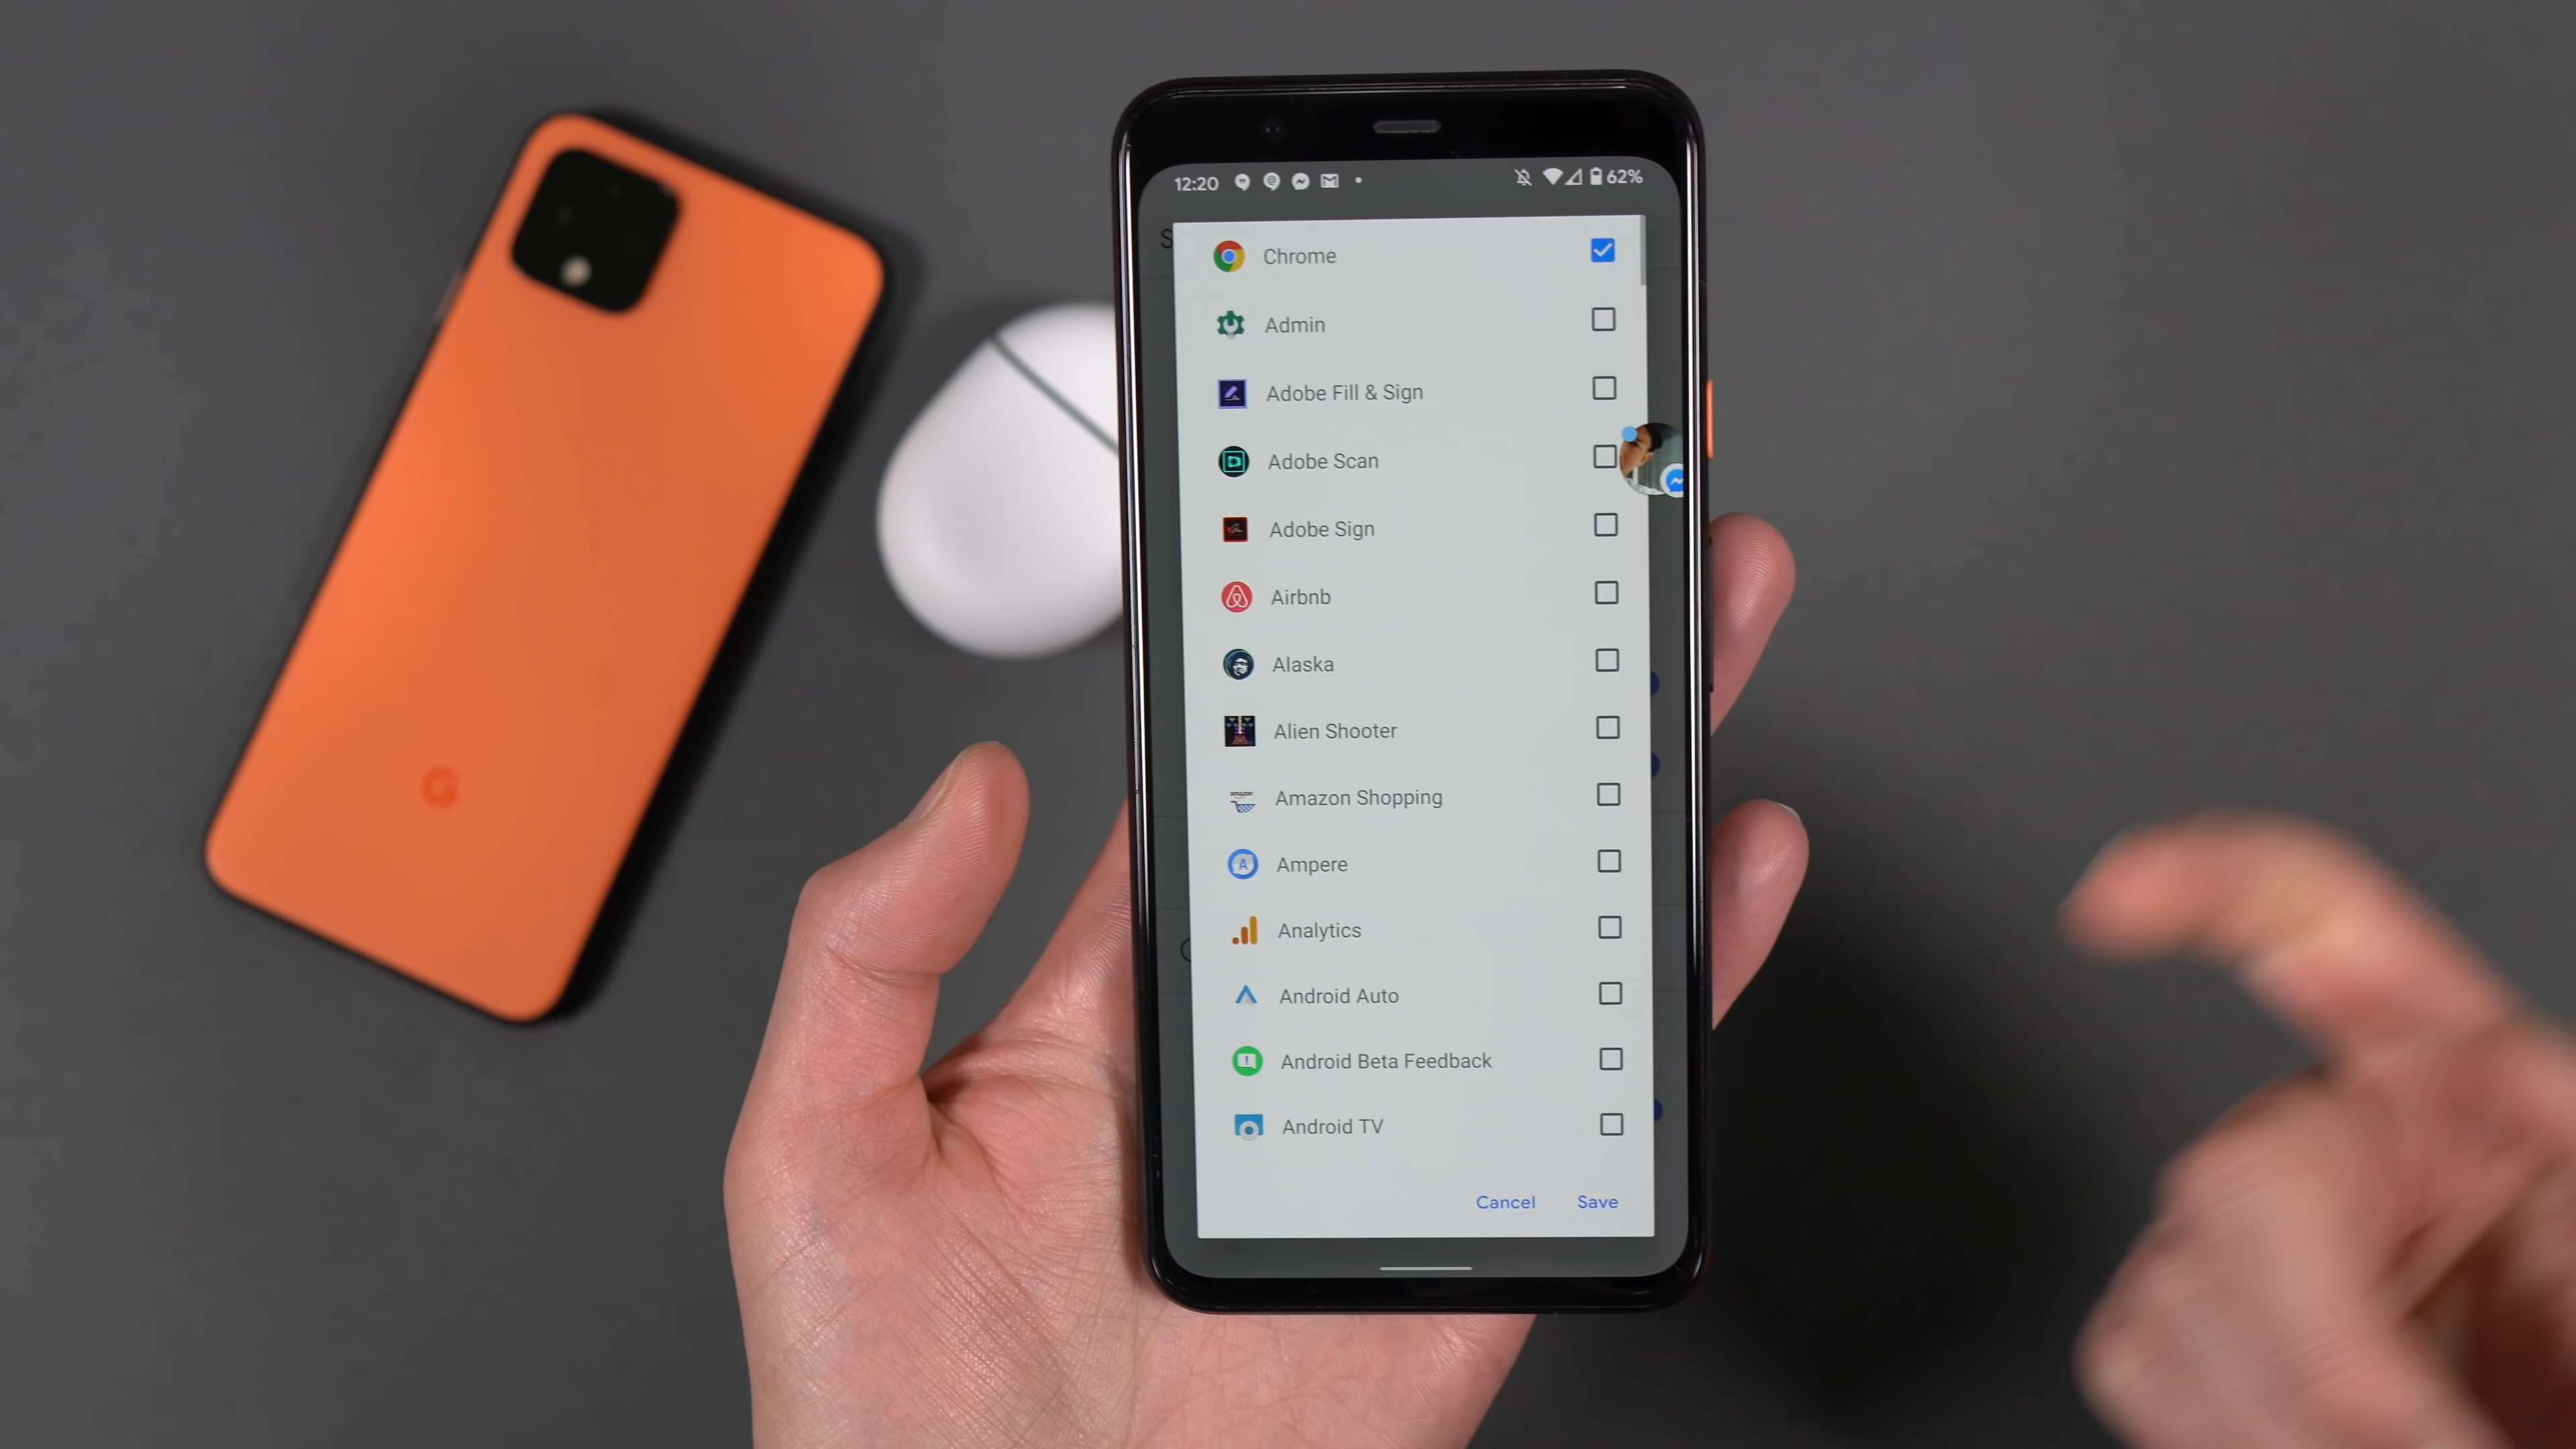 12:20 62%
S
Chrome
Admin
Adobe Fill & Sign
Adobe Scan
Adobe Sign
Airbnb
Alaska
Alien Shooter
amazon
Amazon Shopping
A
Ampere
Analytics
Android Auto
Android Beta Feedback
Android TV
Cancel Save
G